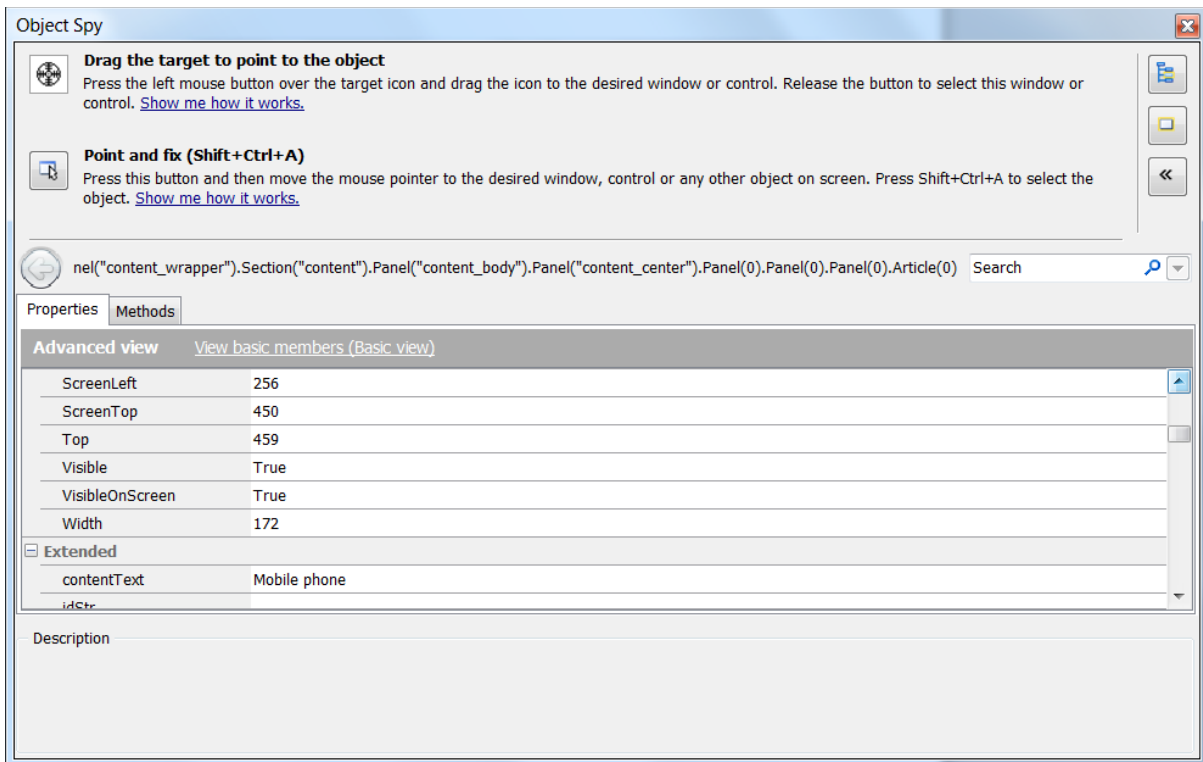 Object Spy
Drag the target to point to the object
Press the left mouse button over the target icon and drag the icon to the desired window or control. Release the button to select this window or
control. Show me how it works.
Point and fix (Shift+Ctrl+A)
Press this button and then move the mouse pointer to the desired window, control or any other object on screen. Press Shift+Ctrl+A to select the
object. Show me how it works.
nel("content_wrapper").Section("content").Panel("content_body").Panel("content_center").Panel(0).Panel(0).Panel(0).Article(0) Search
Properties Methods
Advanced view View basic members (Basic view)
ScreenLeft 256
ScreenTop 450
Top 459
Visible True
VisibleOnScreen True
Width 172
Extended
contentText Mobile phone
idStr
Description